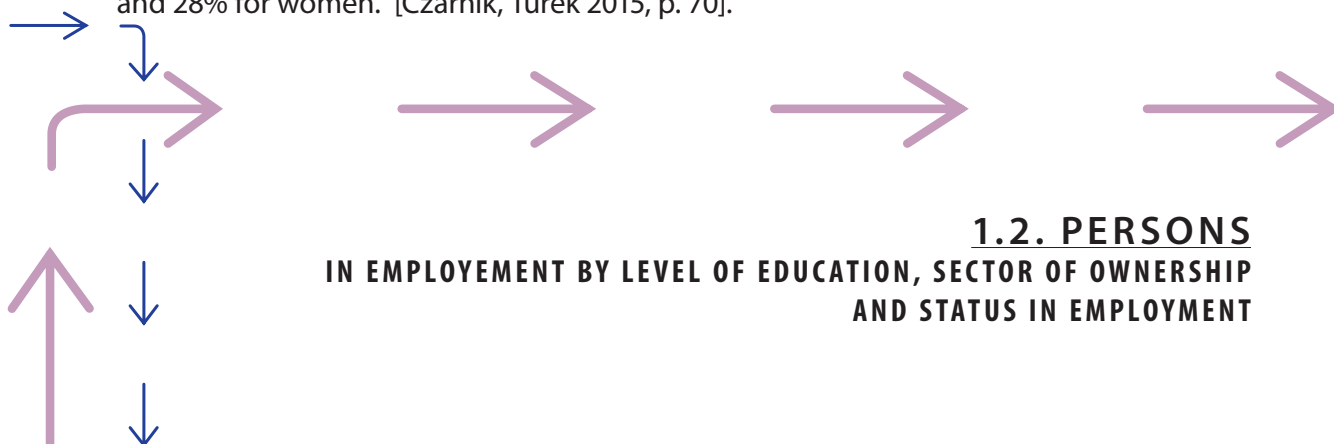 and 28% for women. [Czarnik, Turek 2015, p. 70].
1.2. PERSONS
IN EMPLOYEMENT BY LEVEL OF EDUCATION, SECTOR OF OWNERSHIP
AND STATUS IN EMPLOYMENT